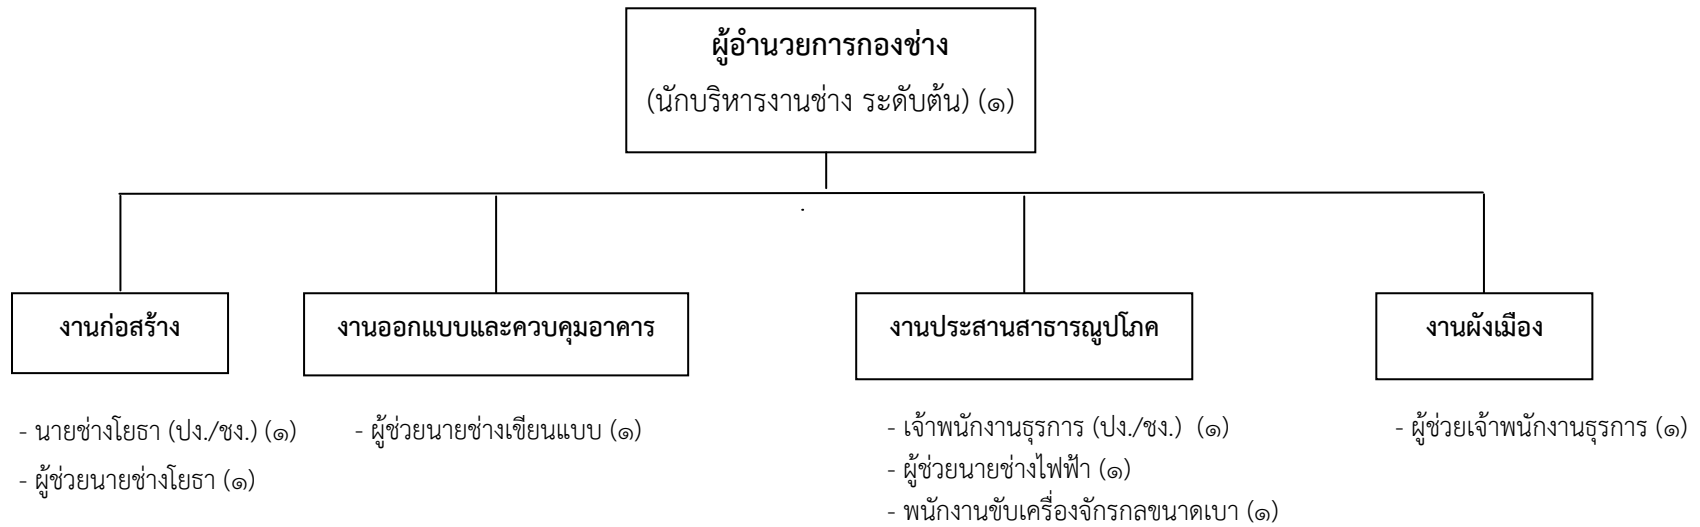 ผู้อำนวยการกองช่าง
(นักบริหารงานช่าง ระดับต้น) (๑)
งานก่อสร้าง
งานออกแบบและควบคุมอาคาร
งานประสานสาธารณูปโภค
งานผังเมือง
- นายช่างโยธา (ปง./ชง.) (๑)
- ผู้ช่วยนายช่างโยธา (๑)
- ผู้ช่วยนายช่างเขียนแบบ (๑)
- เจ้าพนักงานธุรการ (ปง./ชง.) (๑)
- ผู้ช่วยนายช่างไฟฟ้า (๑)
- พนักงานขับเครื่องจักรกลขนาดเบา (๑)
- ผู้ช่วยเจ้าพนักงานธุรการ (๑)